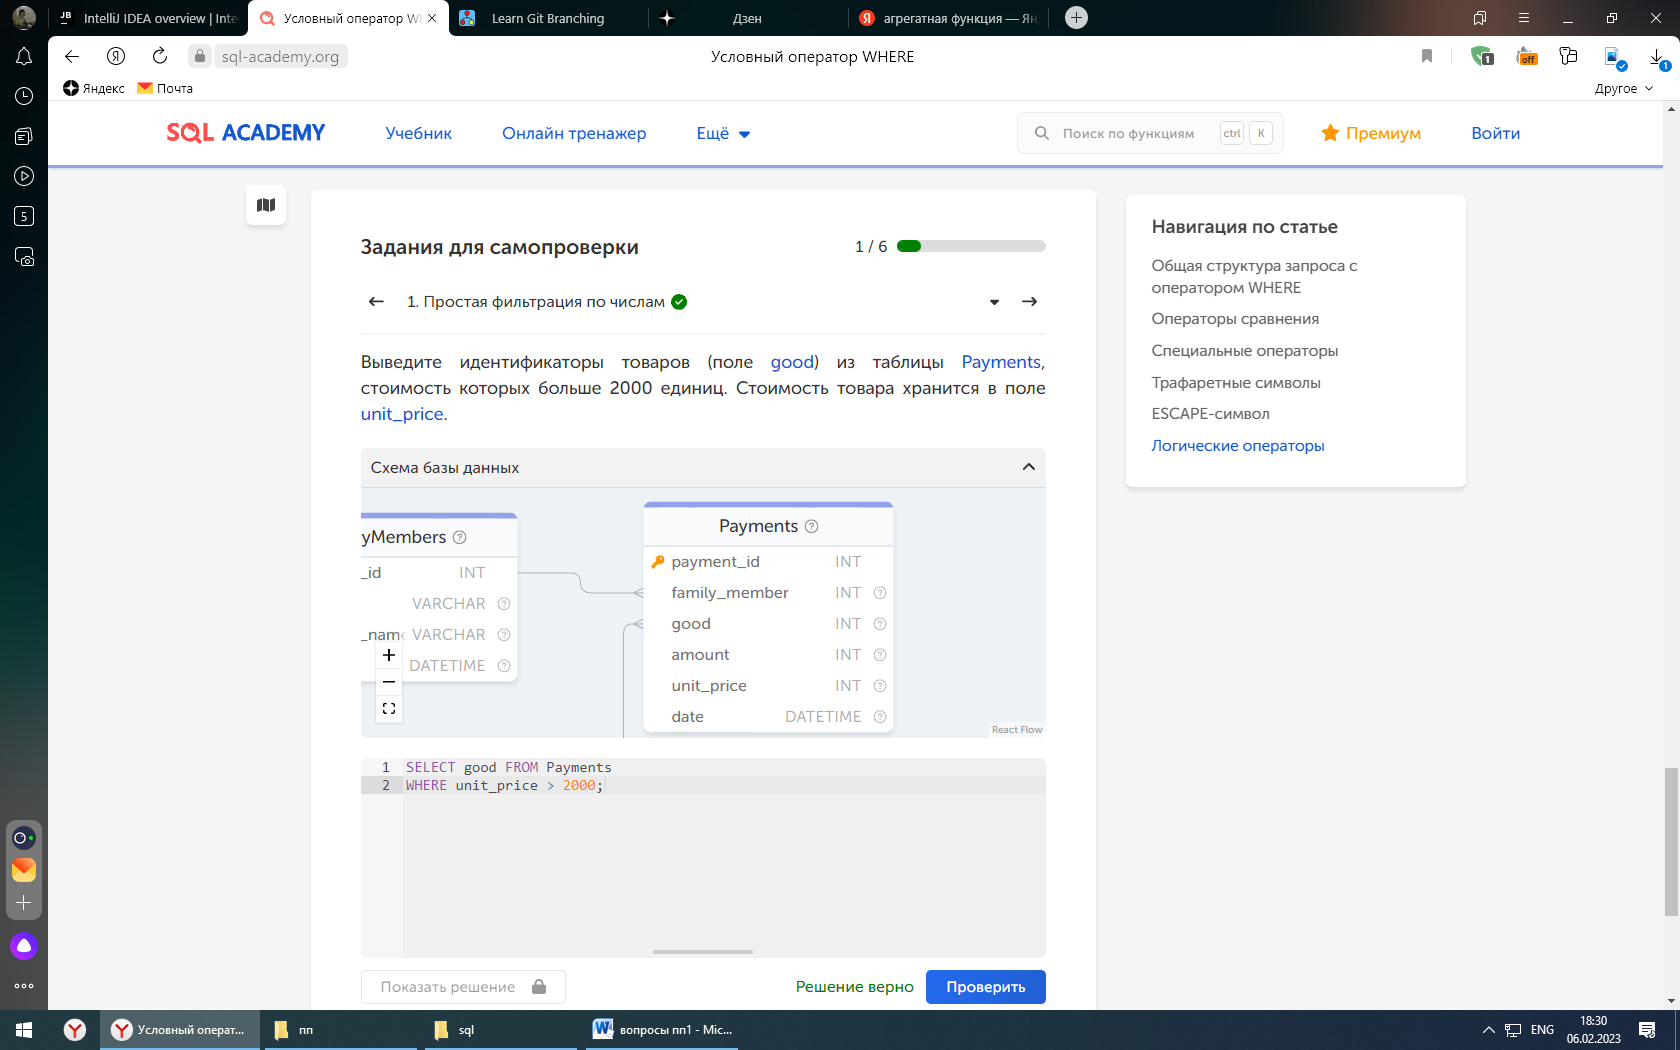 IntelliJ IDEA overview | Inte
Условный оператор W
Learn Git Branching
Дзен
агрегатная функция — Ян
sql-academy.org
Условный оператор WHERE
Яндекс
Почта
Другое
SQL ACADEMY
Учебник
Онлайн тренажер
Ещё
Поиск по функциям
ctrl
K
Премиум
Войти
Задания для самопроверки
1 / 6
1. Простая фильтрация по числам
Выведите идентификаторы товаров (поле good) из таблицы Payments,
стоимость которых больше 2000 единиц. Стоимость товара хранится в поле
unit_price.
Схема базы данных
yMembers
_id INT
VARCHAR
_name VARCHAR
DATETIME
Payments
payment_id INT
family_member INT
good INT
amount INT
unit_price INT
date DATETIME
React Flow
1 SELECT good FROM Payments
2 WHERE unit_price > 2000;
Показать решение
Решение верно
Проверить
Навигация по статье
Общая структура запроса с
оператором WHERE
Операторы сравнения
Специальные операторы
Трафаретные символы
ESCAPE-символ
Логические операторы
Условный операт...
пп
sql
вопросы пп1 - Mic...
ENG
18:30
06.02.2023